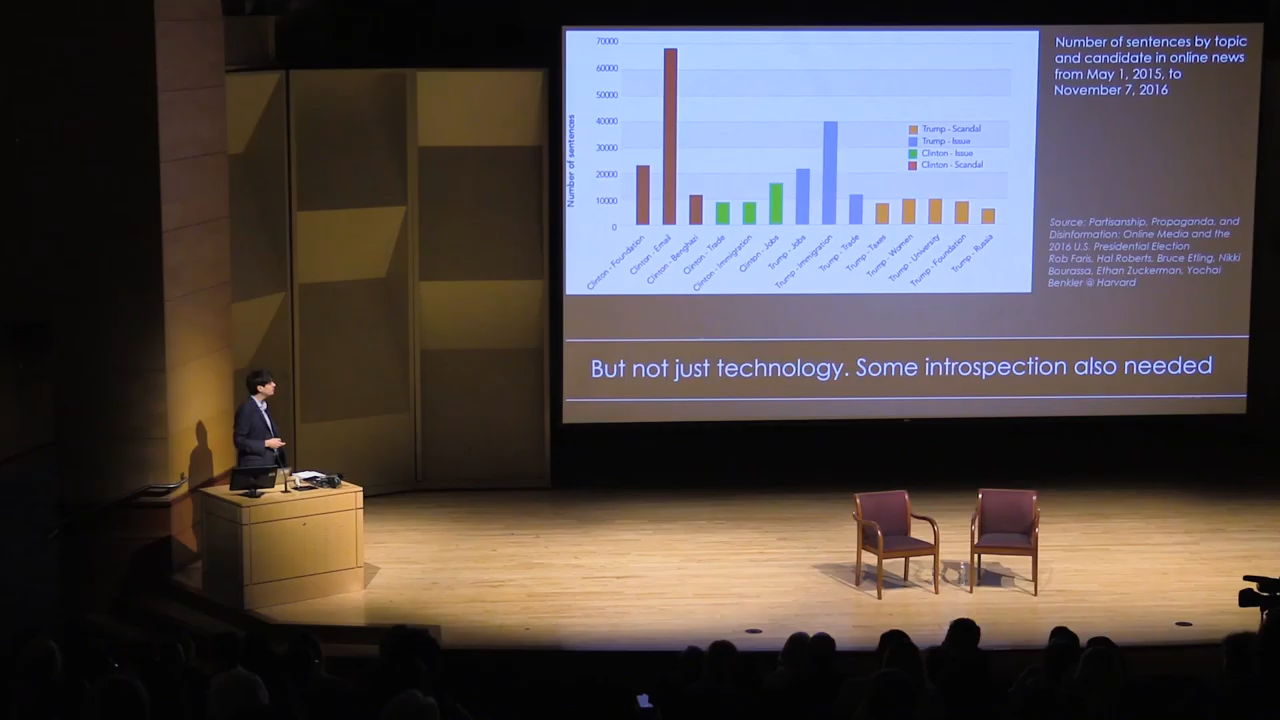 70000
60000
50000
40000
30000
20000
10000
0
Number of sentences
Clinton - Foundation
Clinton - Email
Clinton - Benghazi
Clinton - Trade
Clinton - Immigration
Clinton - Jobs
Trump - Jobs
Trump - Immigration
Trump - Trade
Trump - Taxes
Trump - Women
Trump - University
Trump - Foundation
Trump - Russia
Trump - Scandal
Trump - Issue
Clinton - Issue
Clinton - Scandal
Number of sentences by topic
and candidate in online news
from May 1, 2015, to
November 7, 2016
Source: Partisanship, Propaganda, and
Disinformation: Online Media and the
2016 U.S. Presidential Election
Rob Faris, Hal Roberts, Bruce Etling, Nikki
Bourassa, Ethan Zuckerman, Yochai
Benkler @ Harvard
But not just technology. Some introspection also needed